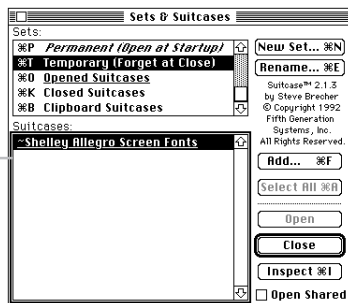 Sets & Suitcases
Sets:
⌘P Permanent (Open at Startup)
⌘T Temporary (Forget at Close)
⌘O Opened Suitcases
⌘K Closed Suitcases
⌘B Clipboard Suitcases
New Set... ⌘N
Rename... ⌘E
Suitcase™ 2.1.3
by Steve Brecher
© Copyright 1992
Fifth Generation
Systems, Inc.
All Rights Reserved.
Suitcases:
~Shelley Allegro Screen Fonts
Add... ⌘F
Select All ⌘A
Open
Close
Inspect ⌘I
Open Shared